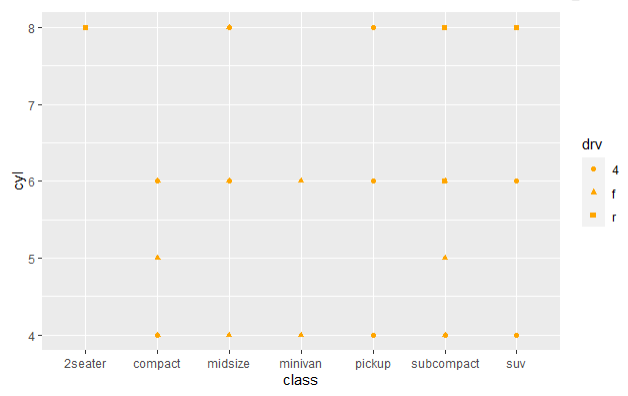 8
7
cyl
6
5
4
2seater compact midsize minivan pickup subcompact suv
class
drv
4
f
r